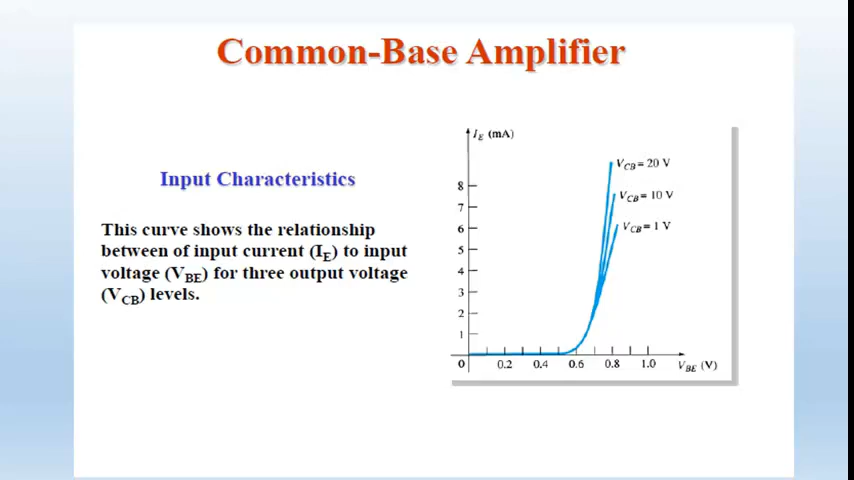 Common-Base Amplifier
Input Characteristics
This curve shows the relationship
between of input current (IE) to input
voltage (VBE) for three output voltage
(VCB) levels.
IE (mA)
VCB = 20 V
VCB = 10 V
VCB = 1 V
8
7
6
5
4
3
2
1
0 0.2 0.4 0.6 0.8 1.0 VBE (V)